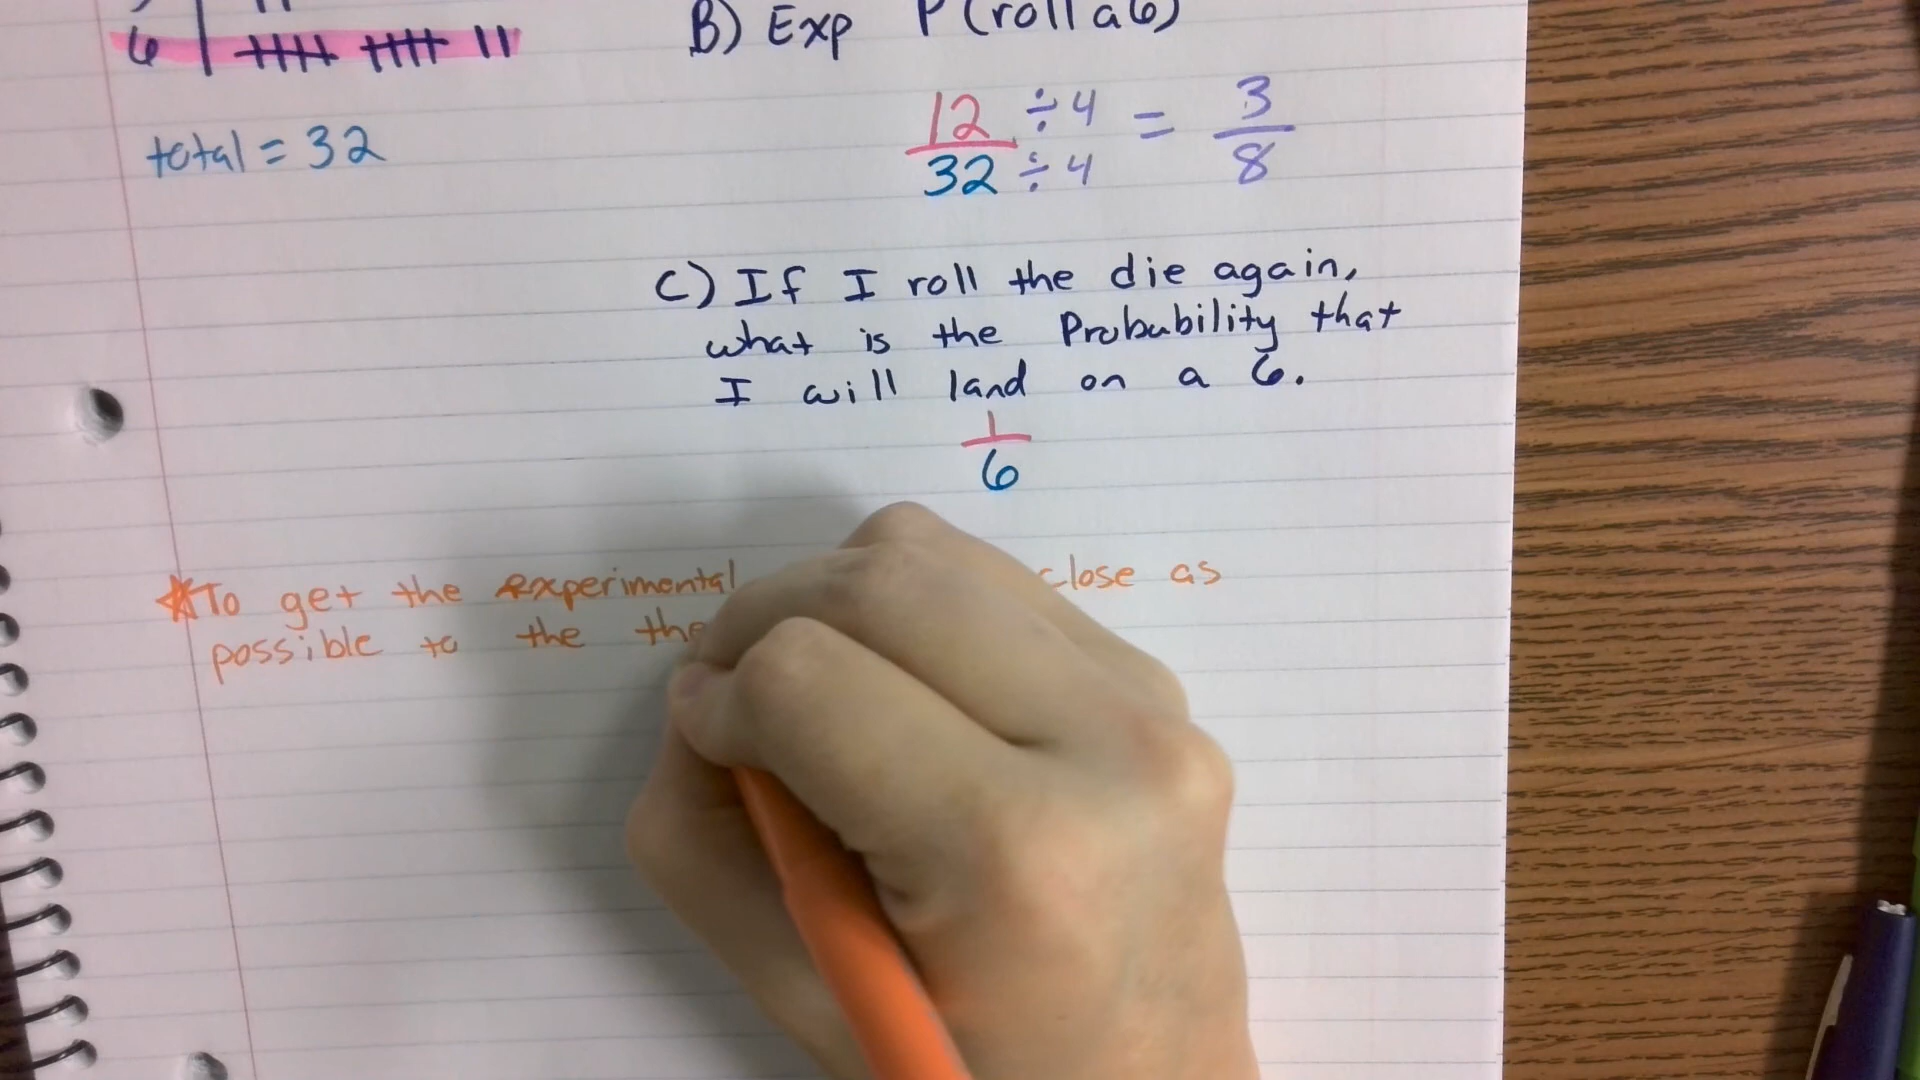 6 | 卌 卌 ||
B) Exp P(roll a 6)
total = 32
12 ÷4 = 3
32 ÷4 8
C) If I roll the die again,
what is the Probability that
I will land on a 6.
1
6
*To get the experimental close as
possible to the the